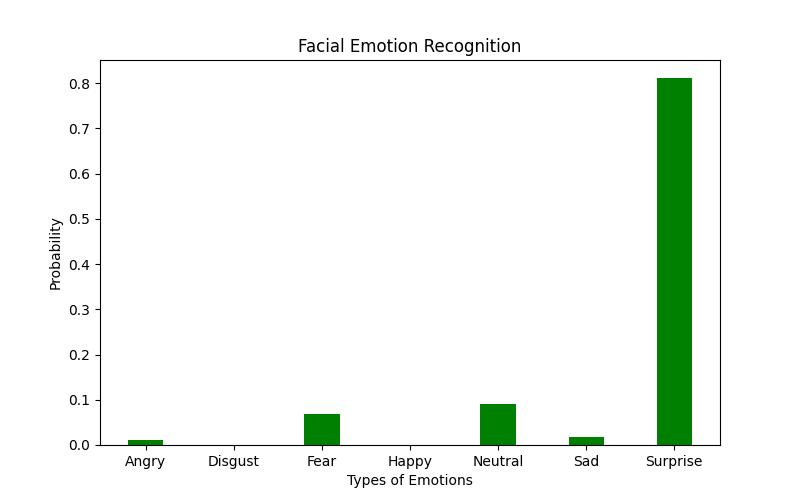 Facial Emotion Recognition
0.8
0.7
0.6
0.5
0.4
0.3
0.2
0.1
0.0
Probability
Angry Disgust Fear Happy Neutral Sad Surprise
Types of Emotions